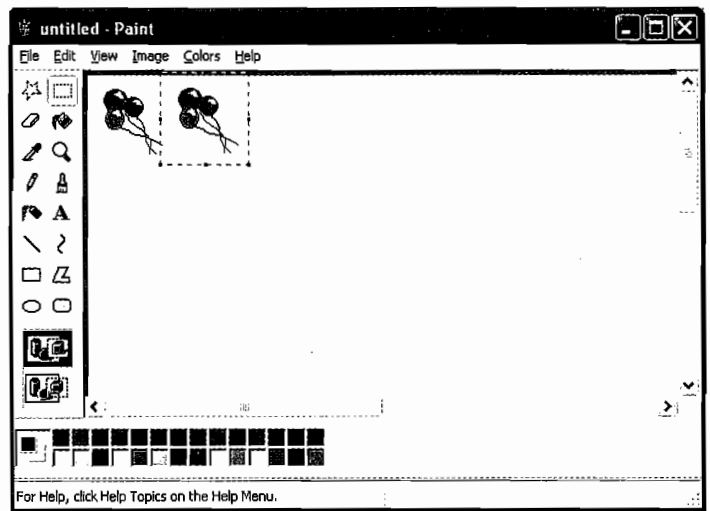 untitled - Paint
File Edit View Image Colors Help
A
For Help, click Help Topics on the Help Menu.